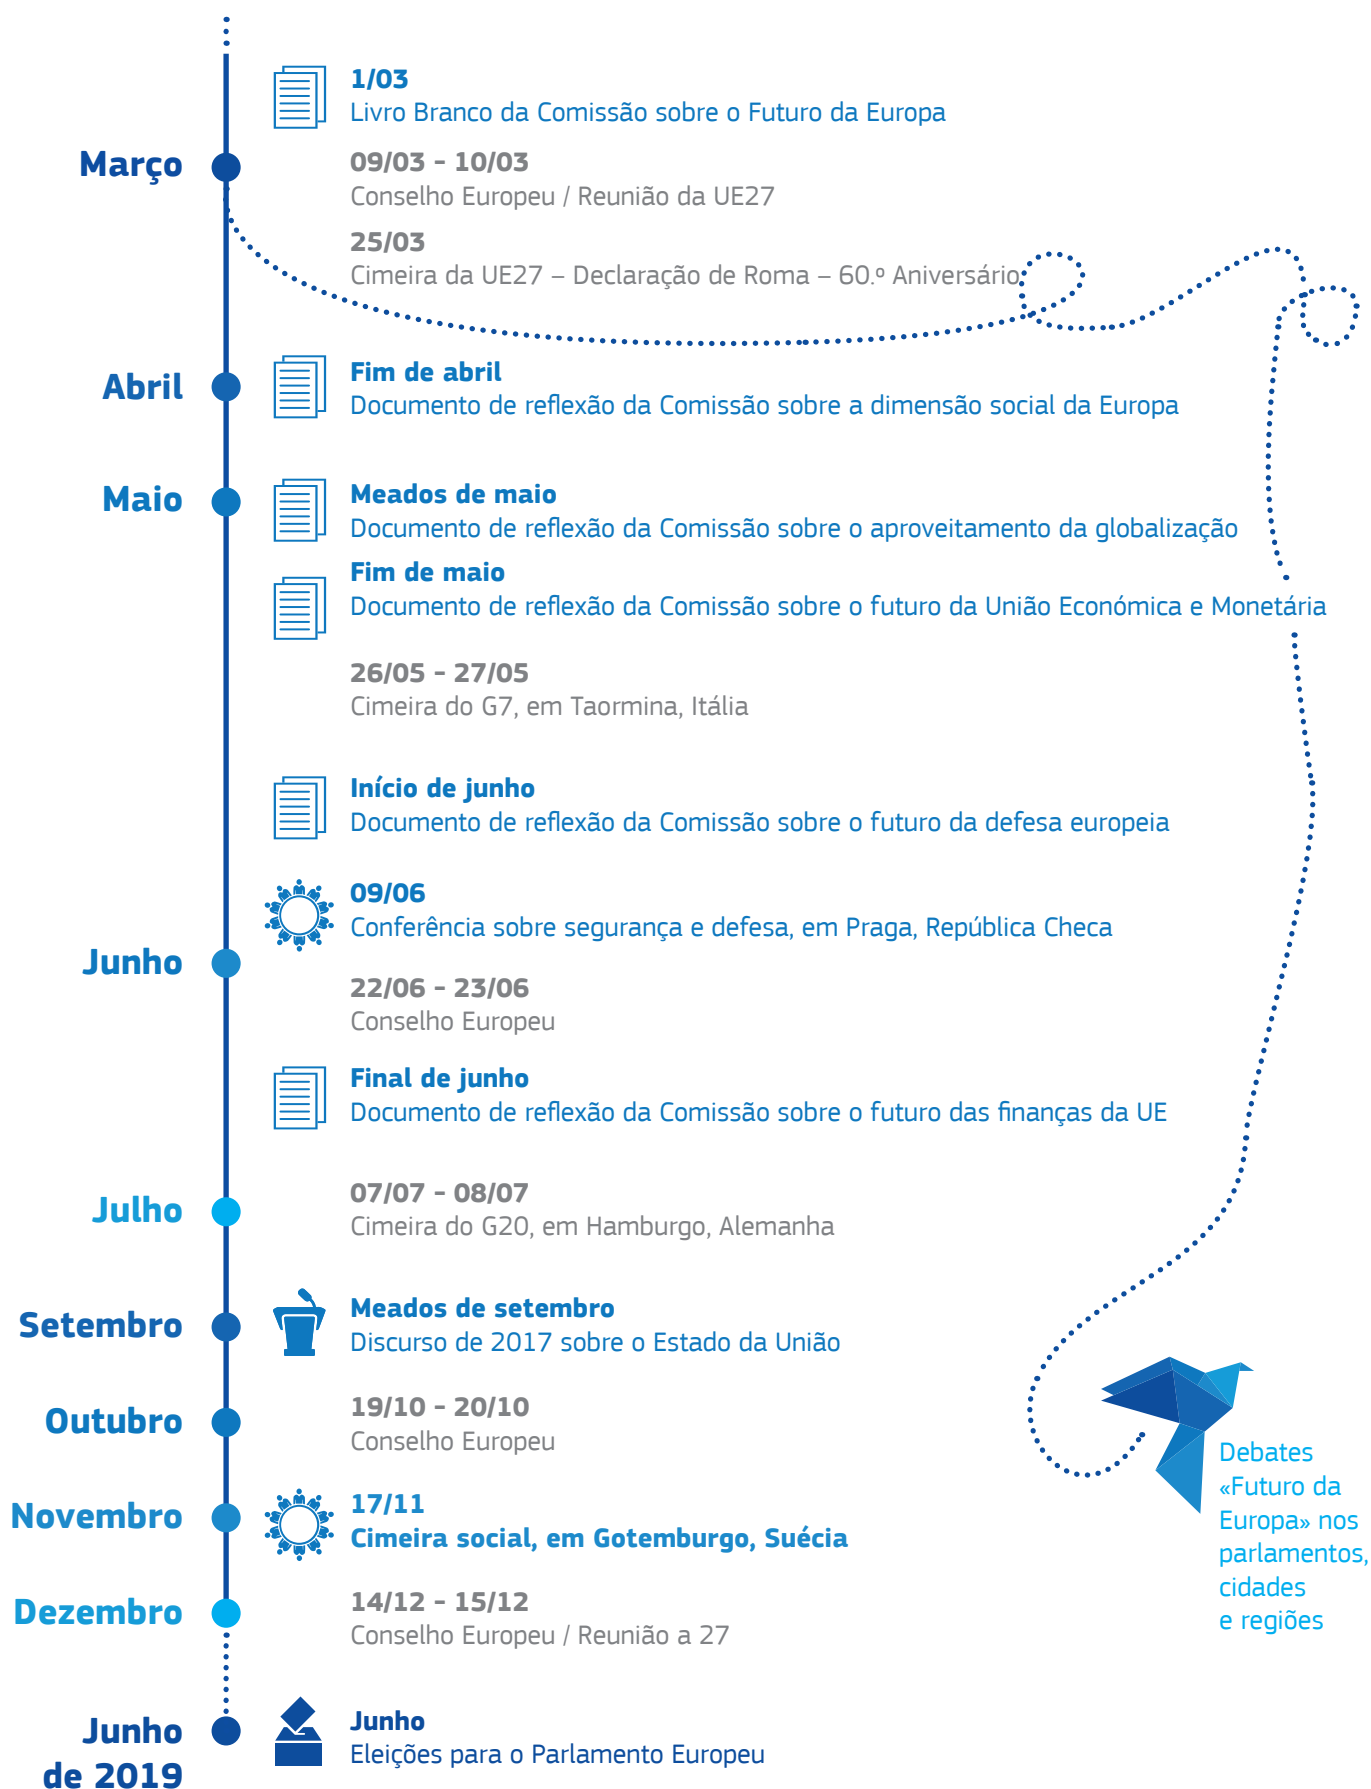 1/03
Livro Branco da Comissão sobre o Futuro da Europa
Março
09/03 - 10/03
Conselho Europeu / Reunião da UE27
25/03
Cimeira da UE27 – Declaração de Roma – 60.º Aniversário
Abril
Fim de abril
Documento de reflexão da Comissão sobre a dimensão social da Europa
Maio
Meados de maio
Documento de reflexão da Comissão sobre o aproveitamento da globalização
Fim de maio
Documento de reflexão da Comissão sobre o futuro da União Económica e Monetária
26/05 - 27/05
Cimeira do G7, em Taormina, Itália
Início de junho
Documento de reflexão da Comissão sobre o futuro da defesa europeia
09/06
Conferência sobre segurança e defesa, em Praga, República Checa
Junho
22/06 - 23/06
Conselho Europeu
Final de junho
Documento de reflexão da Comissão sobre o futuro das finanças da UE
Julho
07/07 - 08/07
Cimeira do G20, em Hamburgo, Alemanha
Setembro
Meados de setembro
Discurso de 2017 sobre o Estado da União
Outubro
19/10 - 20/10
Conselho Europeu
Novembro
17/11
Cimeira social, em Gotemburgo, Suécia
Dezembro
14/12 - 15/12
Conselho Europeu / Reunião a 27
Junho
de 2019
Junho
Eleições para o Parlamento Europeu
Debates
«Futuro da
Europa» nos
parlamentos,
cidades
e regiões